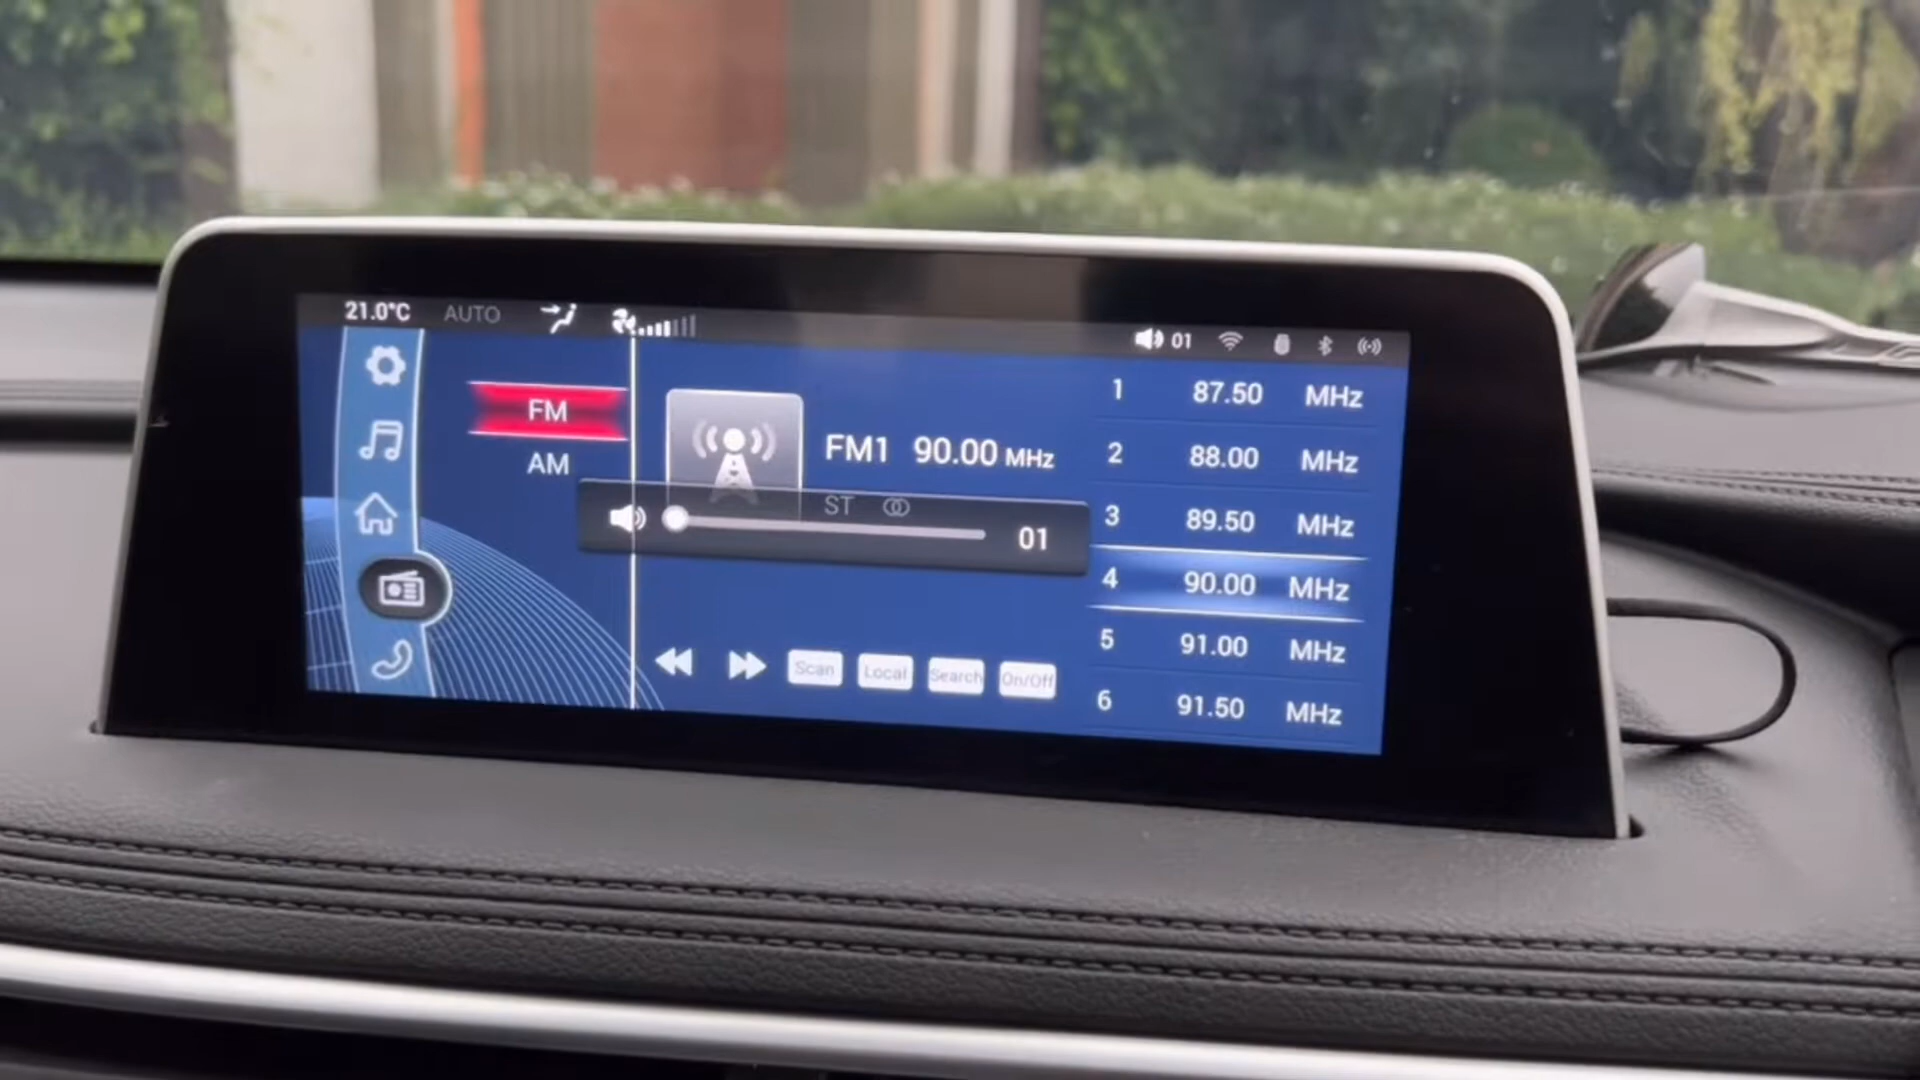 21.0°C AUTO
01
FM
AM
FM1 90.00 MHz
ST
01
Scan Local Search On/Off
1 87.50 MHz
2 88.00 MHz
3 89.50 MHz
4 90.00 MHz
5 91.00 MHz
6 91.50 MHz